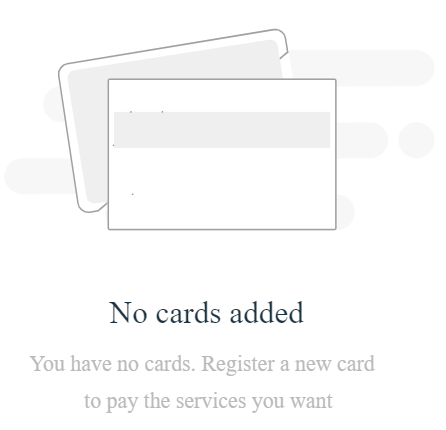 No cards added
You have no cards. Register a new card
to pay the services you want